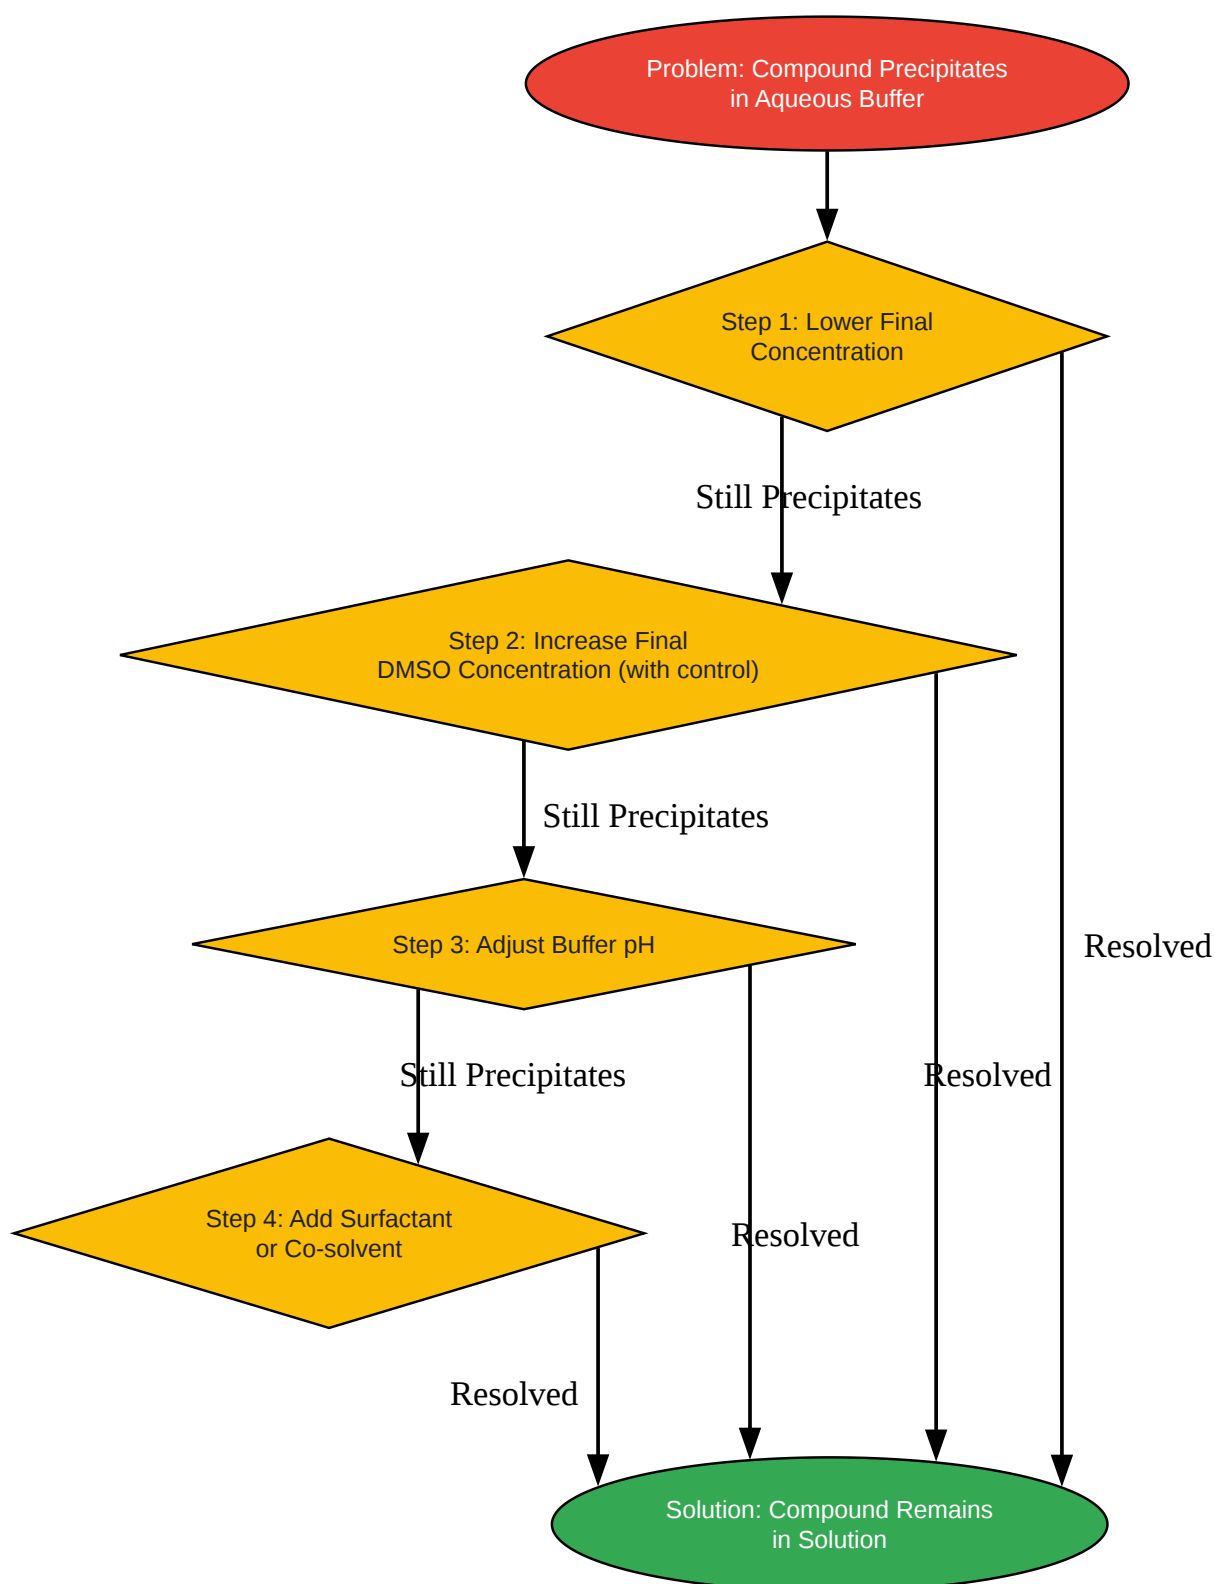 Problem: Compound Precipitates
in Aqueous Buffer
Step 1: Lower Final
Concentration
Still Precipitates
Step 2: Increase Final
DMSO Concentration (with control)
Still Precipitates
Step 3: Adjust Buffer pH
Resolved
Still Precipitates
Resolved
Step 4: Add Surfactant
or Co-solvent
Resolved
Resolved
Solution: Compound Remains
in Solution